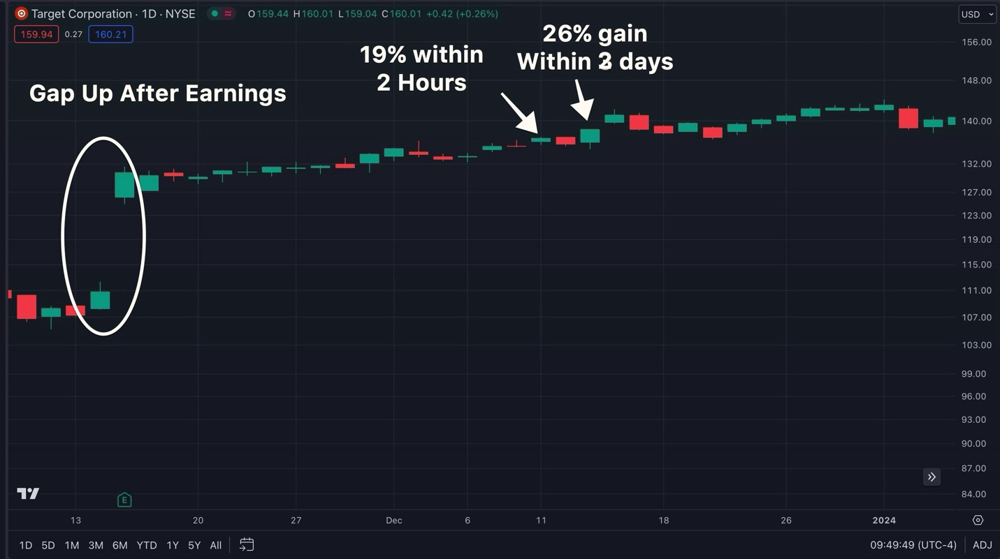 Target Corporation · 1D · NYSE
O159.44 H160.01 L159.04 C160.01 +0.42 (+0.26%)
USD
159.94 0.27 160.21
26% gain
Within days
19% within
2 Hours
Gap Up After Earnings
156.00
148.00
140.00
132.00
127.00
123.00
119.00
115.00
111.00
107.00
103.00
99.00
96.00
93.00
90.00
87.00
84.00
E
13 20 27 Dec 6 11 18 26 2024
1D 5D 1M 3M 6M YTD 1Y 5Y All
09:49:49 (UTC-4) ADJ